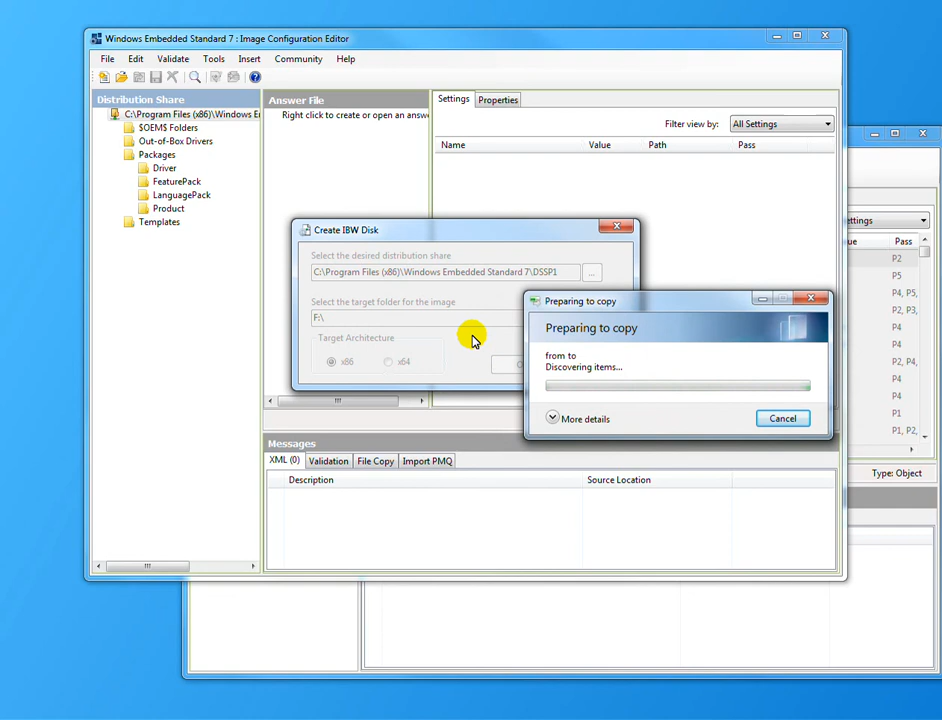 Windows Embedded Standard 7 : Image Configuration Editor
File Edit Validate Tools Insert Community Help
Distribution Share
C:\Program Files (x86)\Windows E
$OEM$ Folders
Out-of-Box Drivers
Packages
Driver
FeaturePack
LanguagePack
Product
Templates
Answer File
Right click to create or open an answ
Settings Properties
Filter view by: All Settings
Name Value Path Pass
Create IBW Disk
Select the desired distribution share
C:\Program Files (x86)\Windows Embedded Standard 7\DSSP1
...
Select the target folder for the image
F:\
Target Architecture
x86 x64
Preparing to copy
Preparing to copy
from to
Discovering items...
More details
Cancel
Messages
XML (0) Validation File Copy Import PMQ
Description Source Location
ettings
ue Pass
P2
P5
P4, P5,
P2, P3,
P4
P4
P2, P4,
P4
P4
P1
P1, P2,
Type: Object